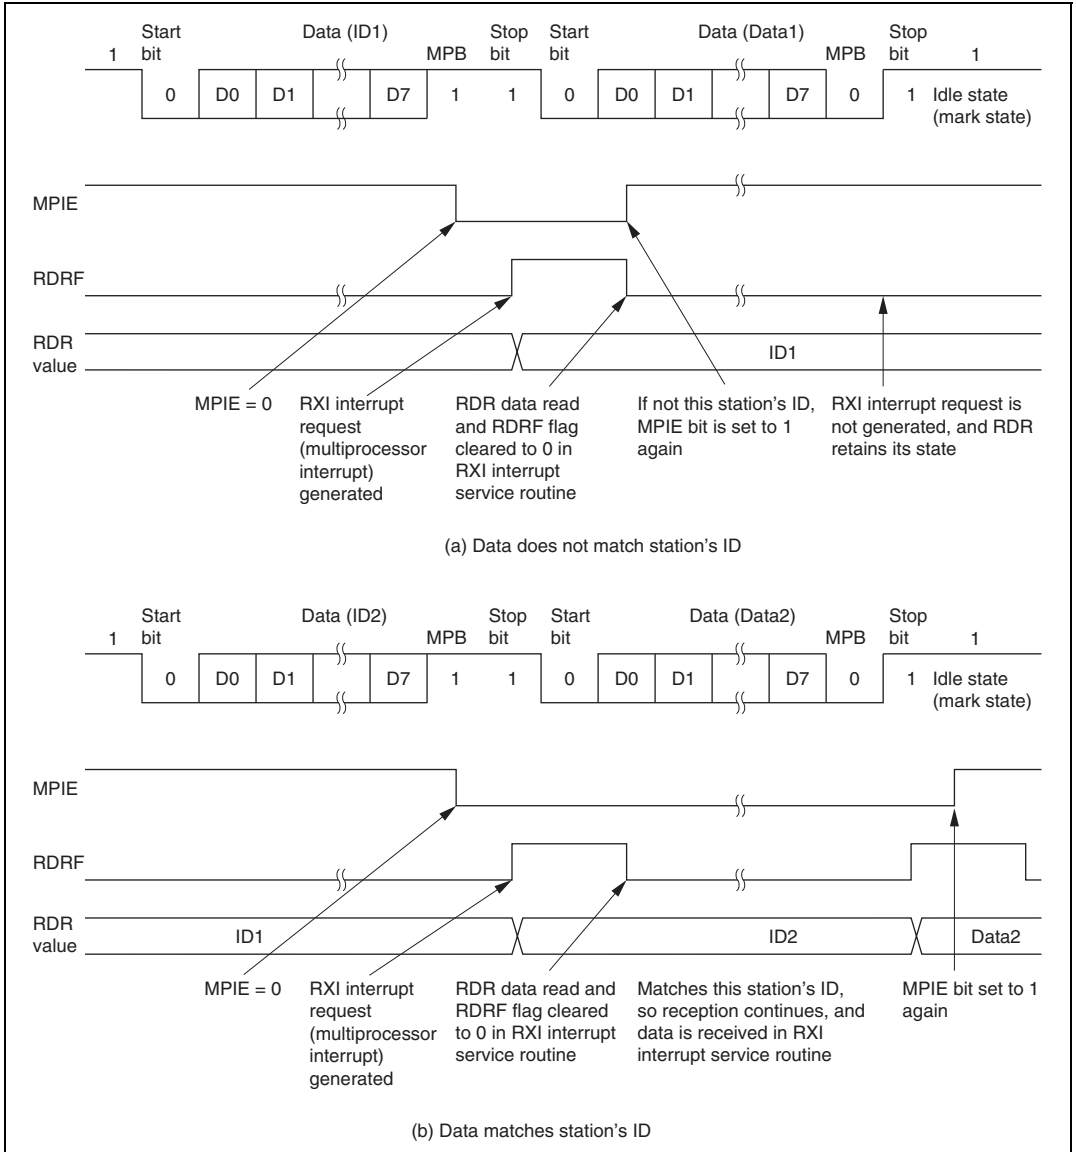 Start Data (ID1) Stop Start Data (Data1) Stop
1 bit MPB bit bit MPB bit 1
0 D0 D1 D7 1 1 0 D0 D1 D7 0 1 Idle state
(mark state)
MPIE
RDRF
RDR
value
ID1
MPIE = 0
RXI interrupt
request
(multiprocessor
interrupt)
generated
RDR data read
and RDRF flag
cleared to 0 in
RXI interrupt
service routine
If not this station's ID,
MPIE bit is set to 1
again
RXI interrupt request is
not generated, and RDR
retains its state
(a) Data does not match station's ID
Start Data (ID2) Stop Start Data (Data2) Stop
1 bit MPB bit bit MPB bit 1
0 D0 D1 D7 1 1 0 D0 D1 D7 0 1 Idle state
(mark state)
MPIE
RDRF
RDR
value
ID1 ID2 Data2
MPIE = 0
RXI interrupt
request
(multiprocessor
interrupt)
generated
RDR data read and
RDRF flag cleared
to 0 in RXI interrupt
service routine
Matches this station's ID,
so reception continues, and
data is received in RXI
interrupt service routine
MPIE bit set to 1
again
(b) Data matches station's ID